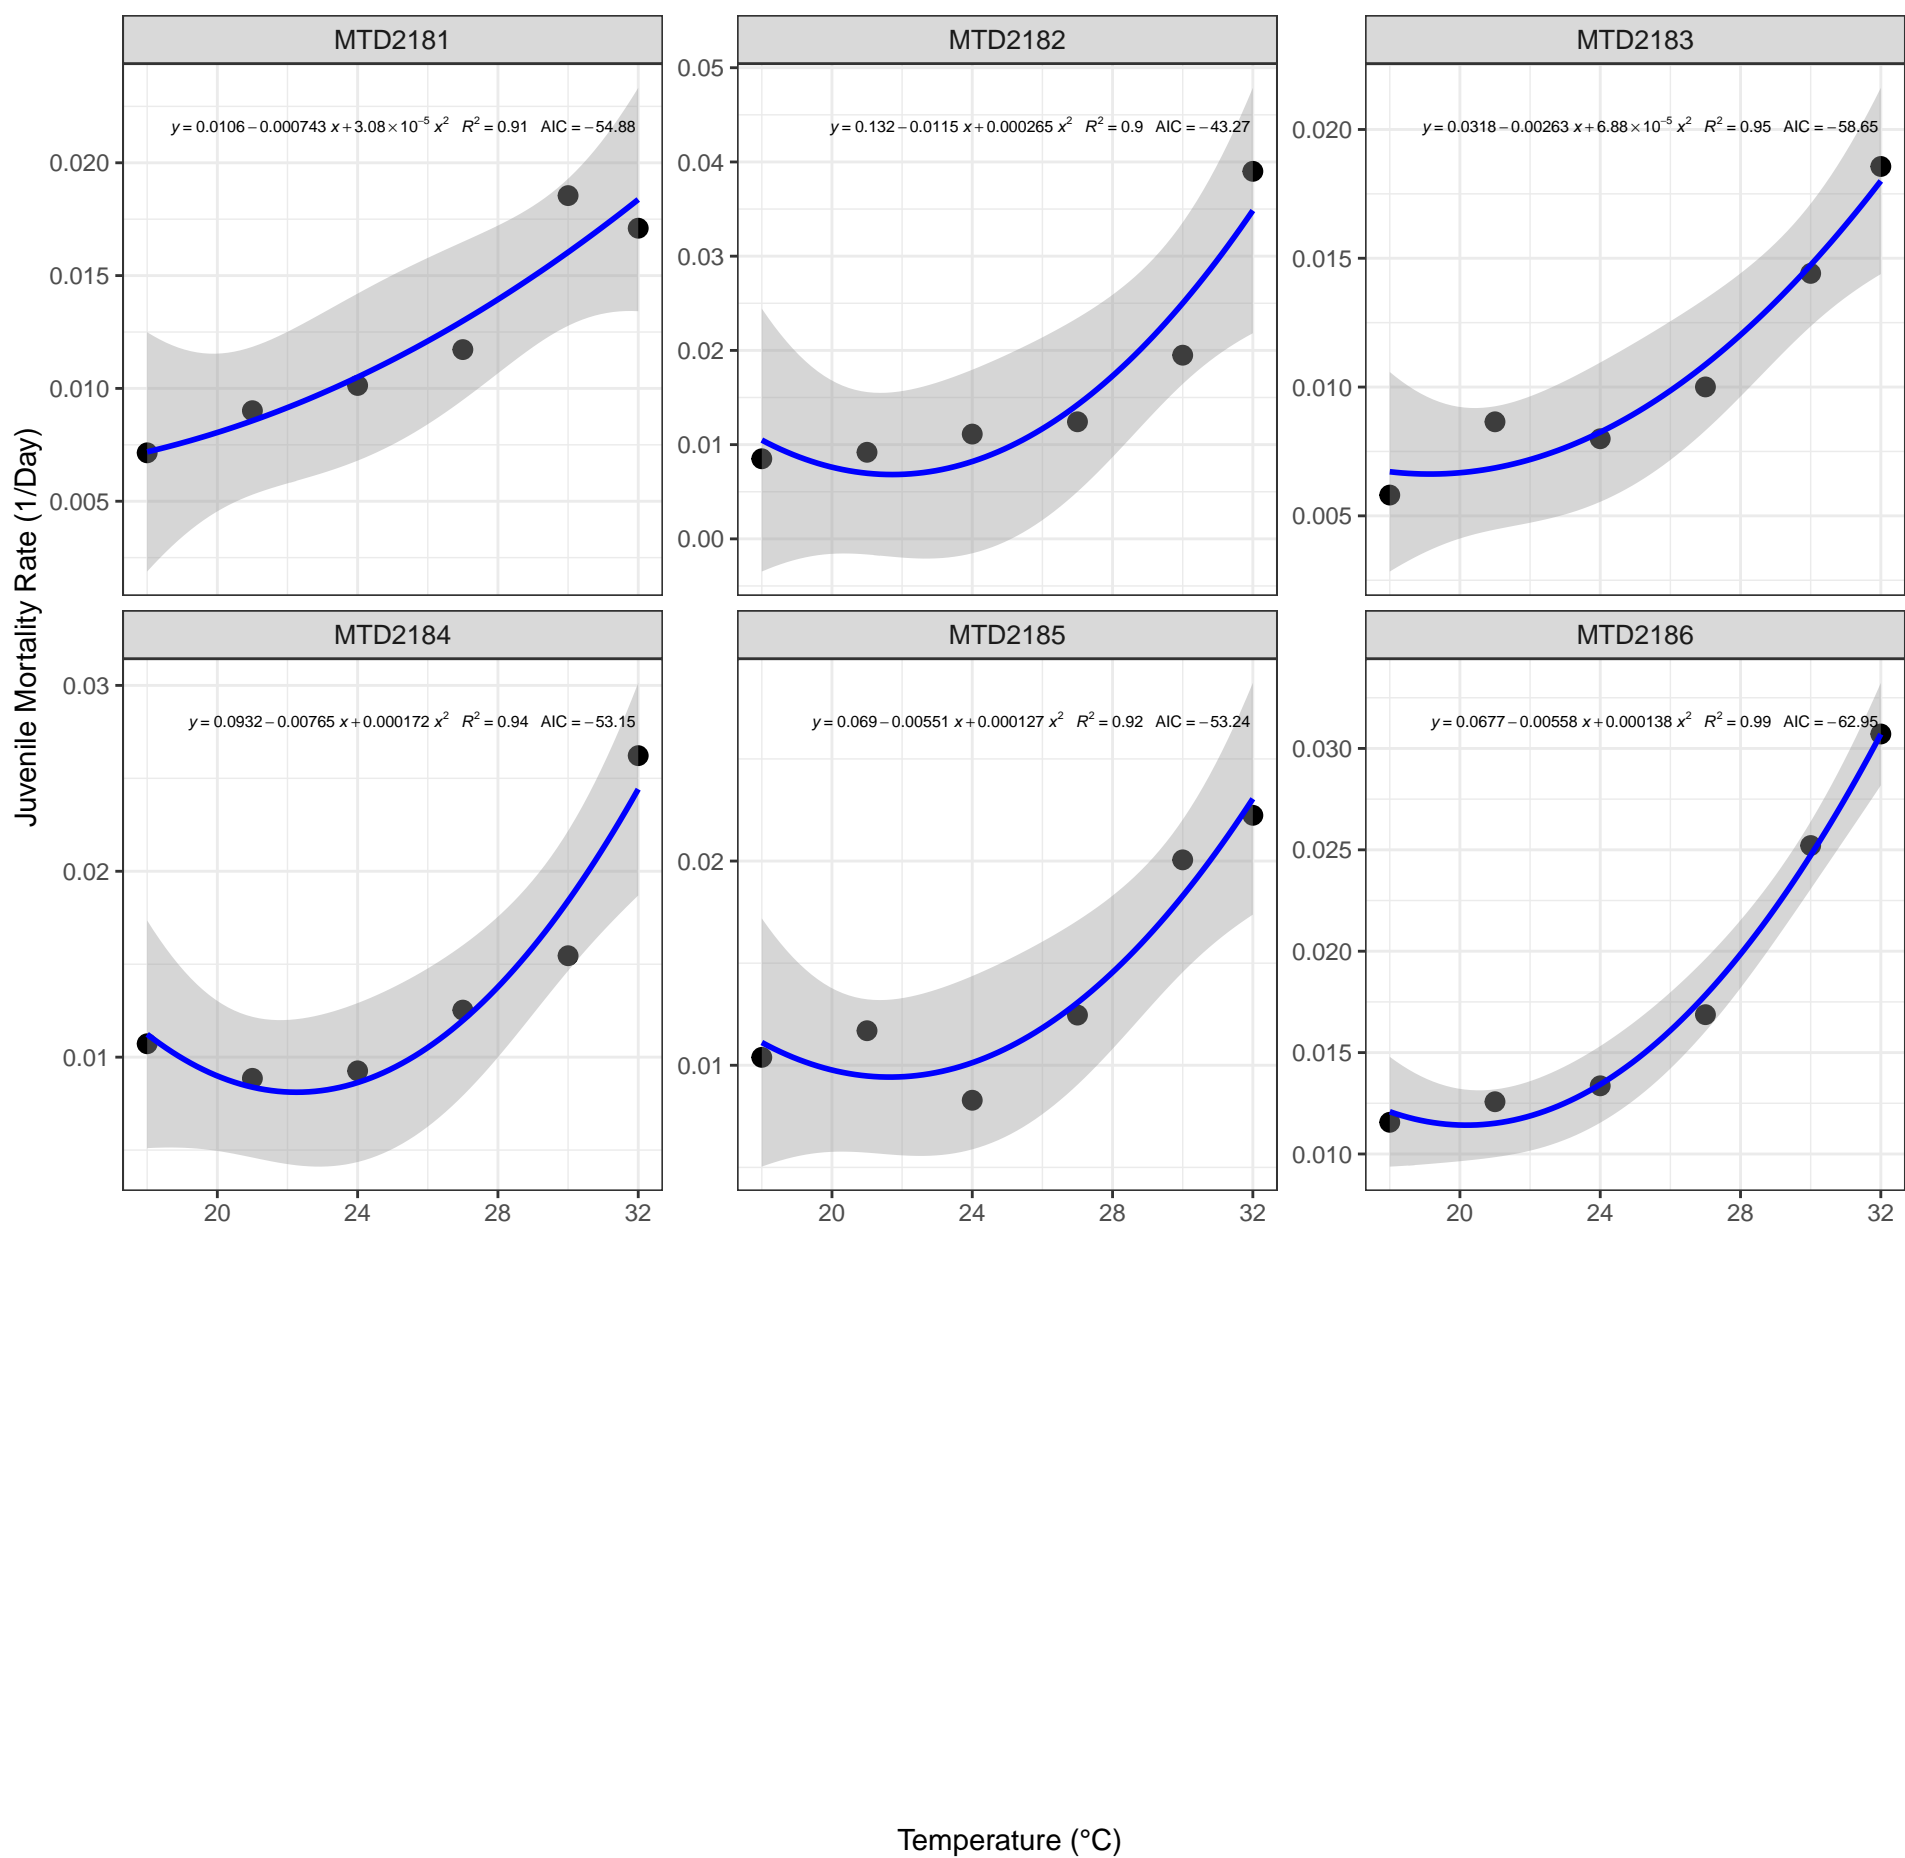 MTD2181
MTD2182
MTD2183
y = 0.0106 − 0.000743 x + 3.08 × 10⁻⁵ x² R² = 0.91 AIC = −54.88
0.020
0.015
0.010
0.005
0.05
y = 0.132 − 0.0115 x + 0.000265 x² R² = 0.9 AIC = −43.27
0.04
0.03
0.02
0.01
0.00
y = 0.0318 − 0.00263 x + 6.88 × 10⁻⁵ x² R² = 0.95 AIC = −58.65
0.020
0.015
0.010
0.005
Juvenile Mortality Rate (1/Day)
MTD2184
MTD2185
MTD2186
0.03
y = 0.0932 − 0.00765 x + 0.000172 x² R² = 0.94 AIC = −53.15
0.02
0.01
y = 0.069 − 0.00551 x + 0.000127 x² R² = 0.92 AIC = −53.24
0.02
0.01
y = 0.0677 − 0.00558 x + 0.000138 x² R² = 0.99 AIC = −62.95
0.030
0.025
0.020
0.015
0.010
20 24 28 32
20 24 28 32
20 24 28 32
Temperature (°C)